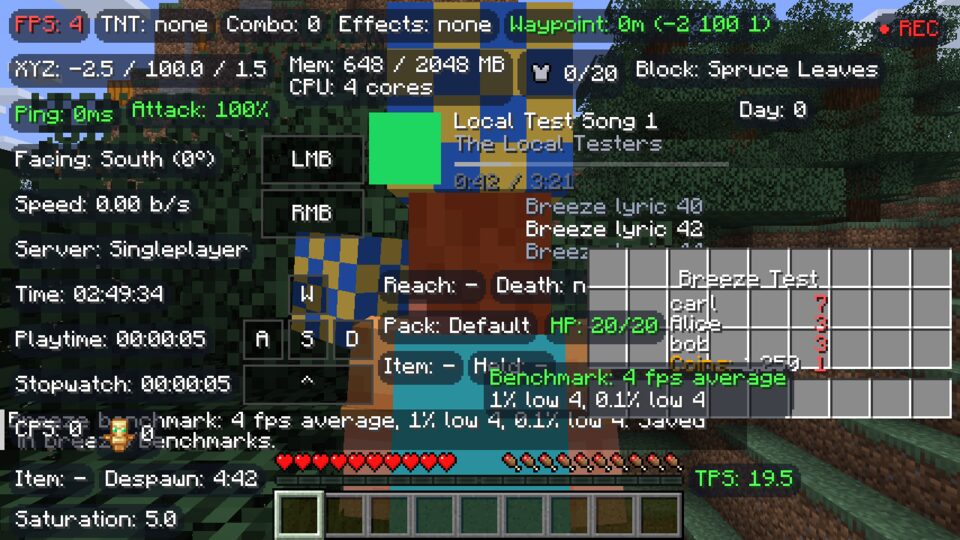 FPS: 4 TNT: none Combo: 0 Effects: none Waypoint: 0m (-2 100 1) REC
XYZ: -2.5 / 100.0 / 1.5 Mem: 648 / 2048 MB
CPU: 4 cores
0/20 Block: Spruce Leaves
Ping: 0ms Attack: 100% Day: 0
Local Test Song 1
The Local Testers
0:42 / 3:21
Facing: South (0°) LMB
Speed: 0.00 b/s RMB
Breeze lyric 40
Breeze lyric 42
Breeze
Server: Singleplayer
Time: 02:49:34 W
Reach: - Death:
Breeze Test
carl 7
Alice 3
bob 3
Coins: 1,250 1
Playtime: 00:00:05 A S D
Pack: Default HP: 20/20
Item: -
Stopwatch: 00:00:05 ^
Benchmark: 4 fps average
1% low 4, 0.1% low 4
Breeze benchmark: 4 fps average, 1% low 4, 0.1% low 4. Saved
in breeze benchmarks.
CPS: 0 0
Item: - Despawn: 4:42 TPS: 19.5
Saturation: 5.0